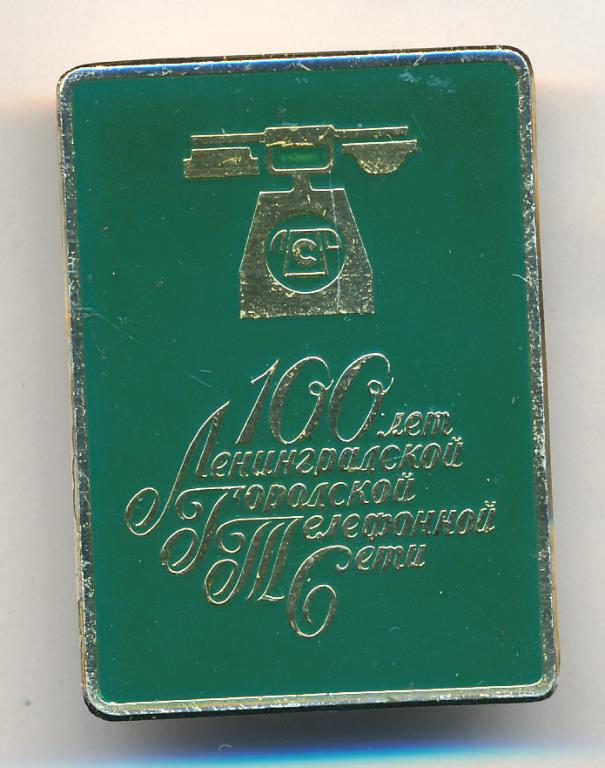 100 лет
Ленинградской
Городской
Телефонной
Сети